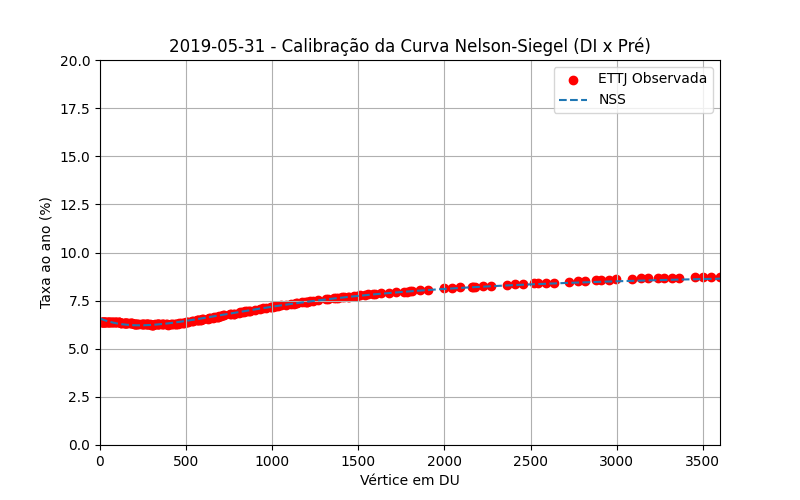 2019-05-31 - Calibração da Curva Nelson-Siegel (DI x Pré)
ETTJ Observada
NSS
Taxa ao ano (%)
20.0
17.5
15.0
12.5
10.0
7.5
5.0
2.5
0.0
0 500 1000 1500 2000 2500 3000 3500
Vértice em DU